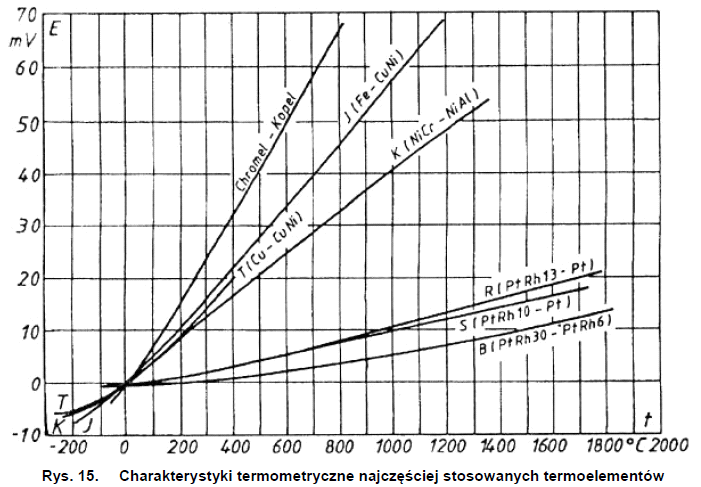 70 E
mV
60
50
40
30
20
10
0
-10
Chromel - Kopel
J (Fe - CuNi)
K (NiCr - NiAl)
T (Cu - CuNi)
R (PtRh13 - Pt)
S (PtRh10 - Pt)
B (PtRh30 - PtRh6)
T
K J
t
-200 0 200 400 600 800 1000 1200 1400 1600 1800 °C 2000
Rys. 15. Charakterystyki termometryczne najczęściej stosowanych termoelementów